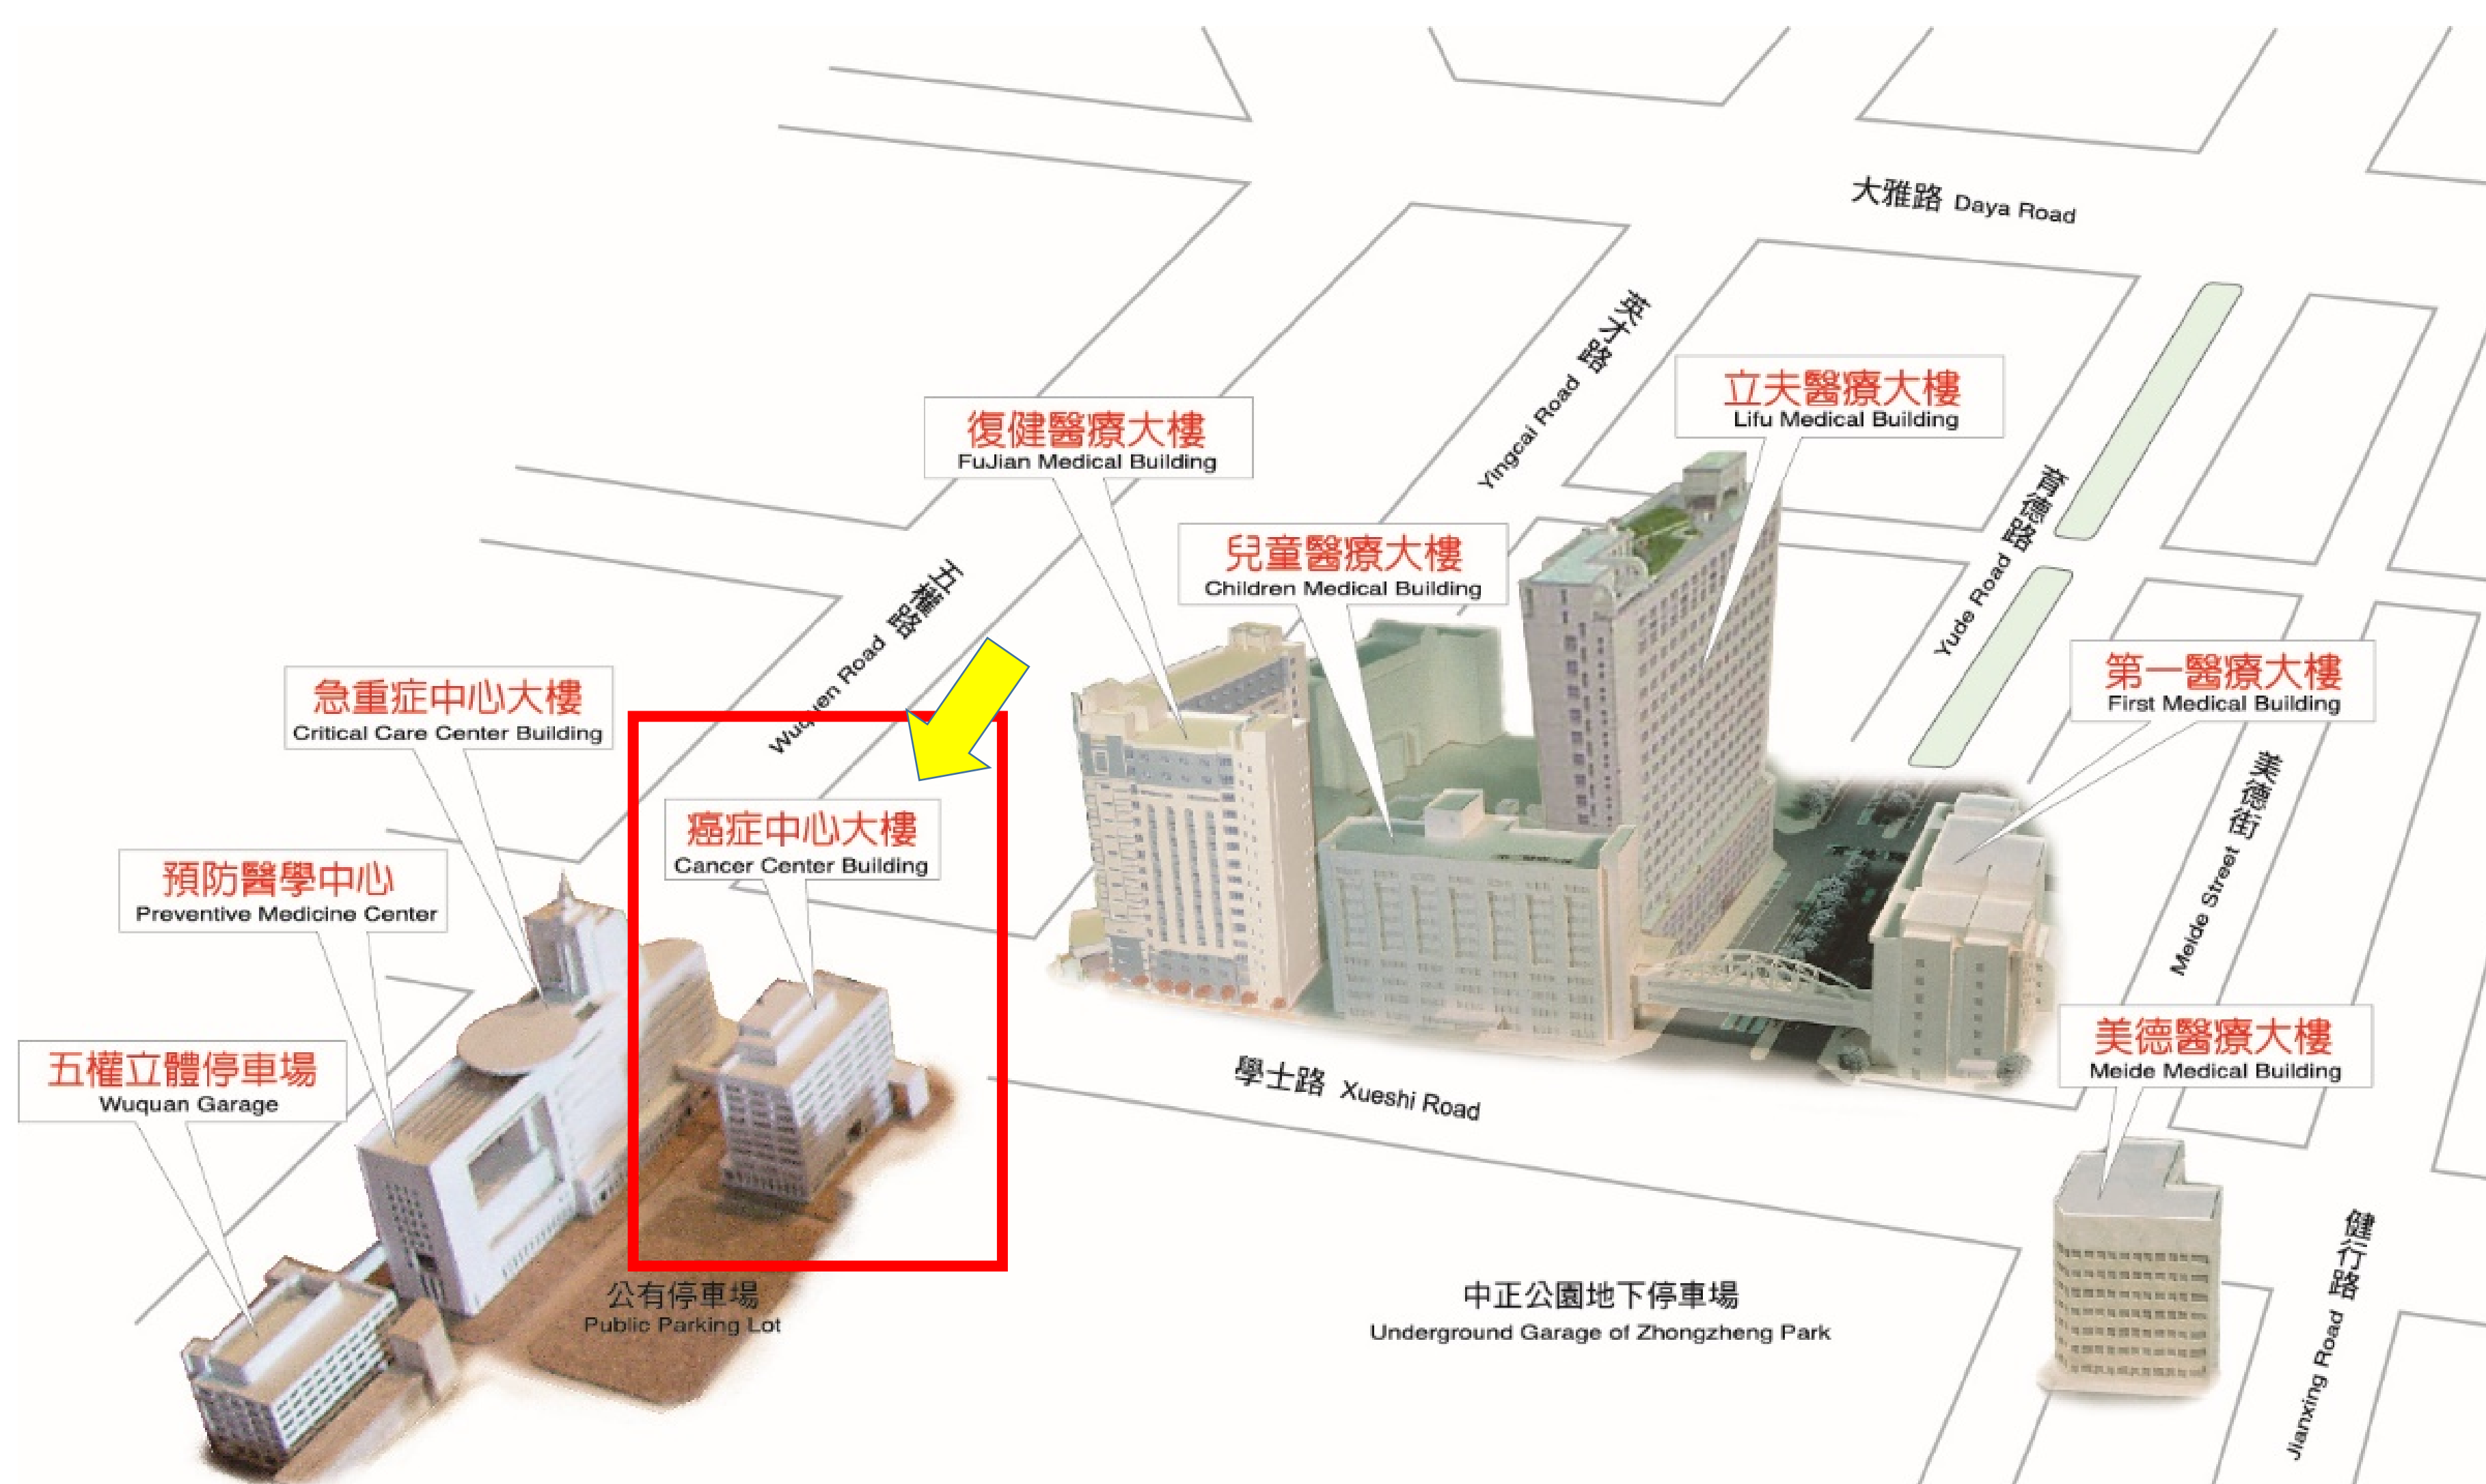 大雅路 Daya Road
英才路 Yingcai Road
立夫醫療大樓
Lifu Medical Building
復健醫療大樓
FuJian Medical Building
育德路 Yude Road
兒童醫療大樓
Children Medical Building
五權路 Wuquen Road
第一醫療大樓
First Medical Building
急重症中心大樓
Critical Care Center Building
美德街 Meide Street
癌症中心大樓
Cancer Center Building
預防醫學中心
Preventive Medicine Center
美德醫療大樓
Meide Medical Building
五權立體停車場
Wuquan Garage
學士路 Xueshi Road
健行路 Jianxing Road
公有停車場
Public Parking Lot
中正公園地下停車場
Underground Garage of Zhongzheng Park